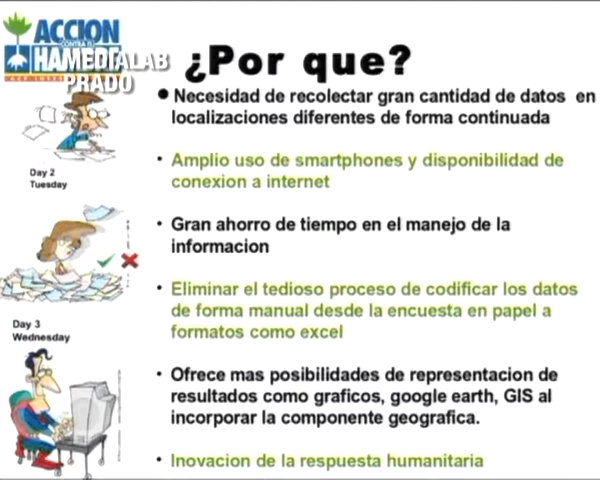 ACCION
CONTRA EL
HAMEDIALAB
PRADO
¿Por que?
Necesidad de recolectar gran cantidad de datos en
localizaciones diferentes de forma continuada
Day 2
Tuesday
Amplio uso de smartphones y disponibilidad de
conexion a internet
Gran ahorro de tiempo en el manejo de la
informacion
Eliminar el tedioso proceso de codificar los datos
de forma manual desde la encuesta en papel a
formatos como excel
Day 3
Wednesday
Ofrece mas posibilidades de representacion de
resultados como graficos, google earth, GIS al
incorporar la componente geografica.
Inovacion de la respuesta humanitaria